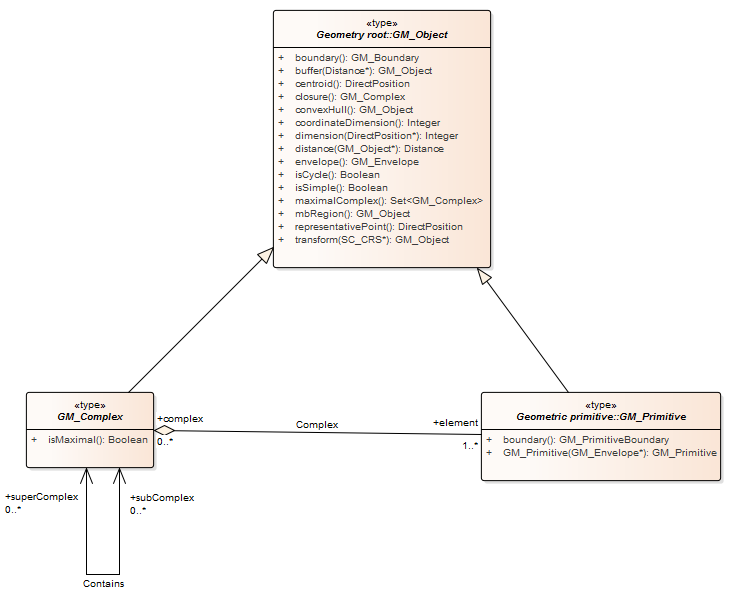 «type»
Geometry root::GM_Object
+ boundary(): GM_Boundary
+ buffer(Distance*): GM_Object
+ centroid(): DirectPosition
+ closure(): GM_Complex
+ convexHull(): GM_Object
+ coordinateDimension(): Integer
+ dimension(DirectPosition*): Integer
+ distance(GM_Object*): Distance
+ envelope(): GM_Envelope
+ isCycle(): Boolean
+ isSimple(): Boolean
+ maximalComplex(): Set<GM_Complex>
+ mbRegion(): GM_Object
+ representativePoint(): DirectPosition
+ transform(SC_CRS*): GM_Object
«type»
GM_Complex
+ isMaximal(): Boolean
+complex
0..*
Complex
+element
1..*
«type»
Geometric primitive::GM_Primitive
+ boundary(): GM_PrimitiveBoundary
+ GM_Primitive(GM_Envelope*): GM_Primitive
+superComplex
0..*
+subComplex
0..*
Contains